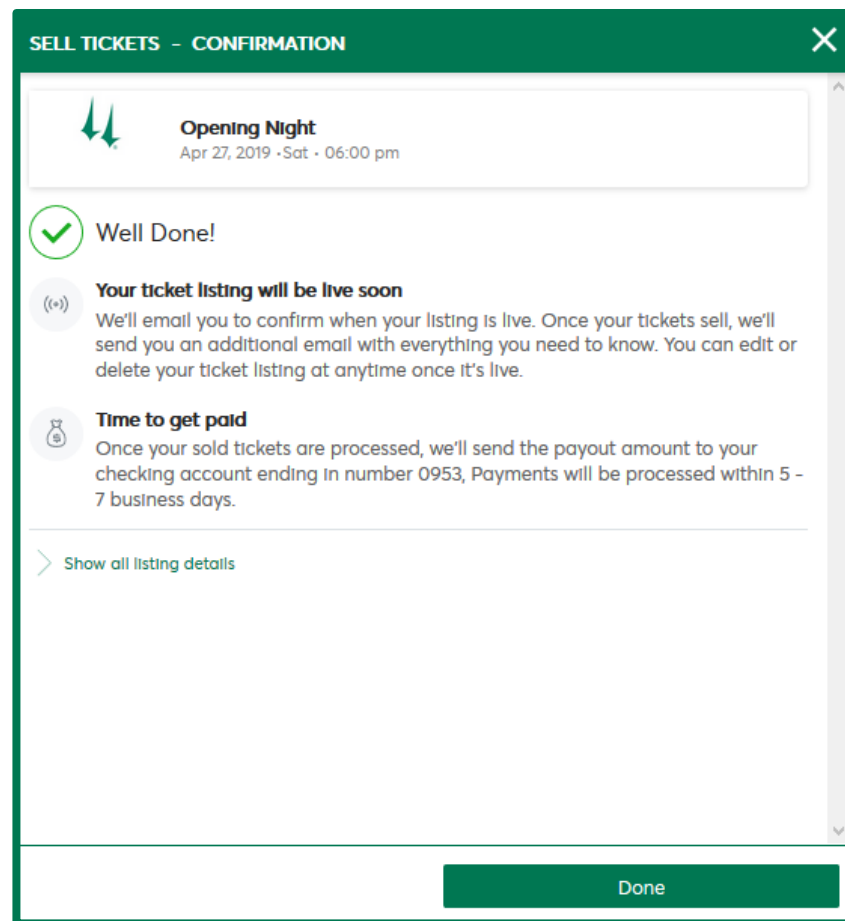 SELL TICKETS - CONFIRMATION
Opening Night
Apr 27, 2019 •Sat • 06:00 pm
Well Done!
Your ticket listing will be live soon
We'll email you to confirm when your listing is live. Once your tickets sell, we'll
send you an additional email with everything you need to know. You can edit or
delete your ticket listing at anytime once it's live.
Time to get paid
Once your sold tickets are processed, we'll send the payout amount to your
checking account ending in number 0953, Payments will be processed within 5 -
7 business days.
Show all listing details
Done